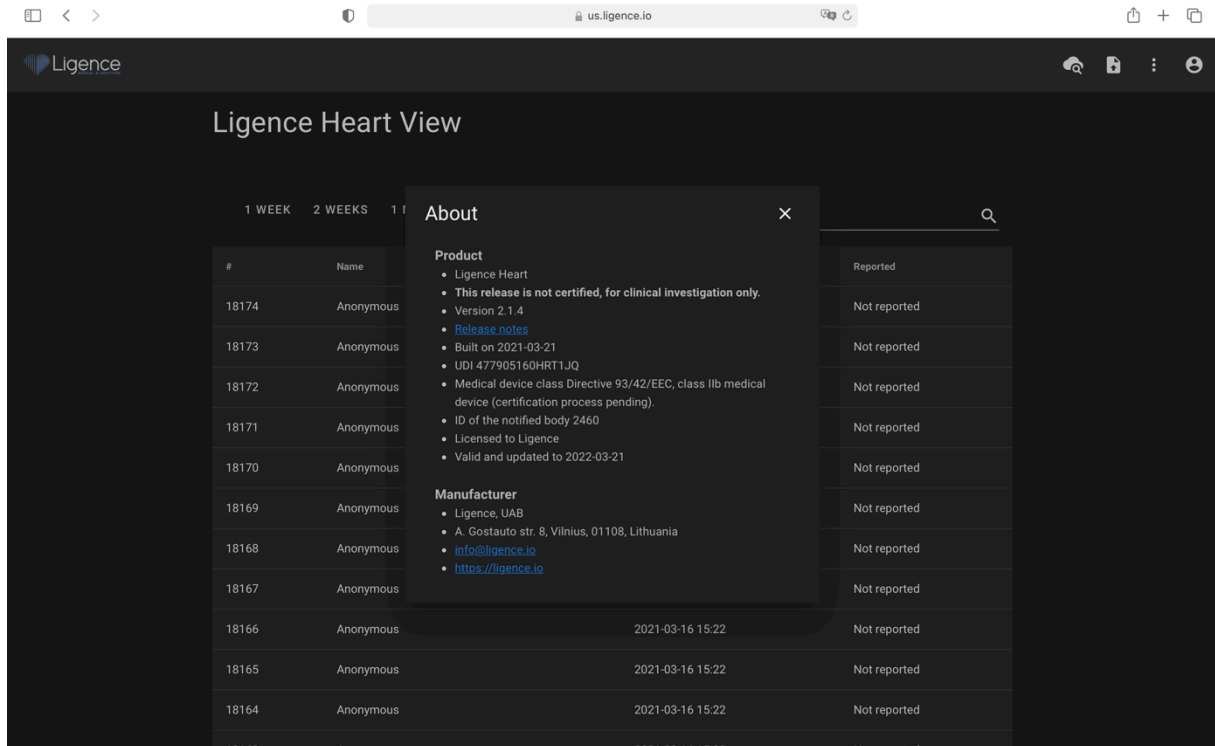 us.ligence.io
Ligence
Ligence Heart View
1 WEEK 2 WEEKS 1
About
# Name Reported
Product
Ligence Heart
This release is not certified, for clinical investigation only.
Version 2.1.4
Release notes
Built on 2021-03-21
UDI 477905160HRT1JQ
Medical device class Directive 93/42/EEC, class IIb medical
device (certification process pending).
ID of the notified body 2460
Licensed to Ligence
Valid and updated to 2022-03-21
Manufacturer
Ligence, UAB
A. Gostauto str. 8, Vilnius, 01108, Lithuania
info@ligence.io
https://ligence.io
18174 Anonymous Not reported
18173 Anonymous Not reported
18172 Anonymous Not reported
18171 Anonymous Not reported
18170 Anonymous Not reported
18169 Anonymous Not reported
18168 Anonymous Not reported
18167 Anonymous Not reported
18166 Anonymous 2021-03-16 15:22 Not reported
18165 Anonymous 2021-03-16 15:22 Not reported
18164 Anonymous 2021-03-16 15:22 Not reported